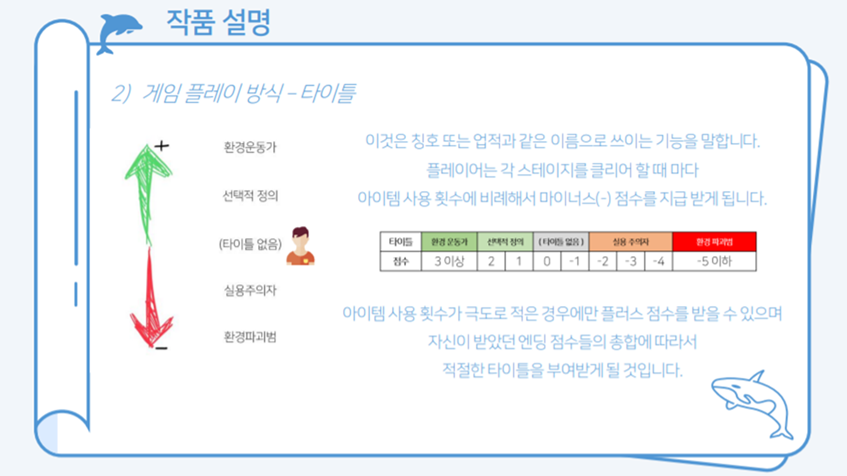 작품 설명
2) 게임 플레이 방식 – 타이틀
+
환경운동가
선택적 정의
(타이틀 없음)
실용주의자
환경파괴범
−
이것은 칭호 또는 업적과 같은 이름으로 쓰이는 기능을 말합니다.
플레이어는 각 스테이지를 클리어 할 때 마다
아이템 사용 횟수에 비례해서 마이너스(-) 점수를 지급 받게 됩니다.
타이틀 환경 운동가 선택적 정의 ( 타이틀 없음 ) 실용 주의자 환경 파괴범
점수 3 이상 2 1 0 -1 -2 -3 -4 -5 이하
아이템 사용 횟수가 극도로 적은 경우에만 플러스 점수를 받을 수 있으며
자신이 받았던 엔딩 점수들의 총합에 따라서
적절한 타이틀을 부여받게 될 것입니다.